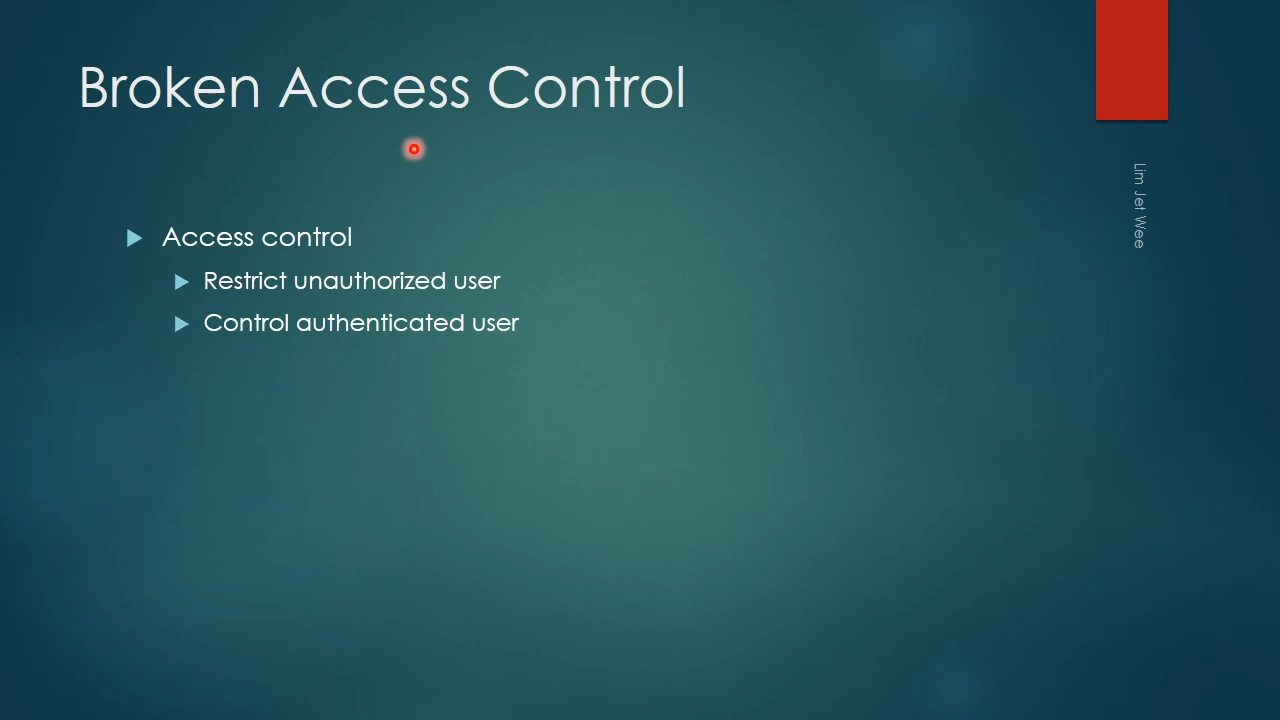 Broken Access Control
Access control
Restrict unauthorized user
Control authenticated user
Lim Jet Wee